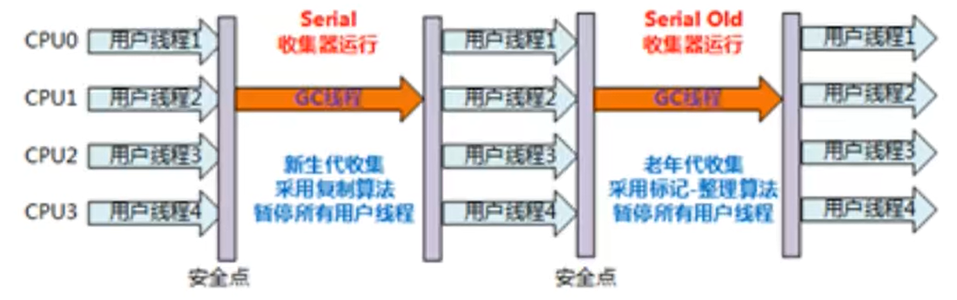 Serial
收集器运行
Serial Old
收集器运行
CPU0
用户线程1
用户线程1
用户线程1
CPU1
用户线程2
GC线程
用户线程2
GC线程
用户线程2
CPU2
用户线程3
用户线程3
用户线程3
新生代收集
采用复制算法
暂停所有用户线程
老年代收集
采用标记-整理算法
暂停所有用户线程
CPU3
用户线程4
用户线程4
用户线程4
安全点
安全点